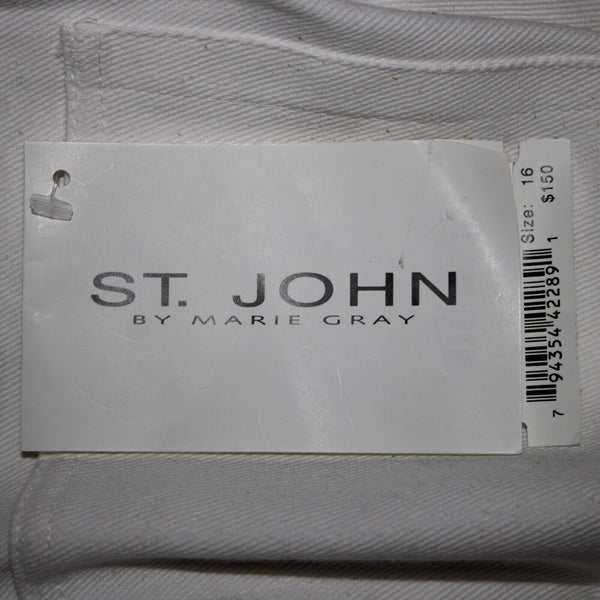 ST. JOHN
BY MARIE GRAY
Size: 16
$150
7 94354 42289 1